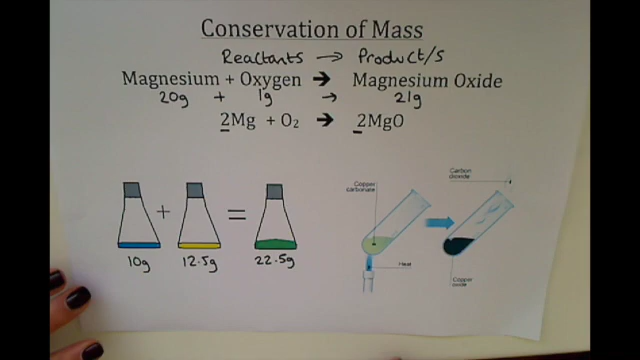 Conservation of Mass
Reactants → Product/s
Magnesium + Oxygen → Magnesium Oxide
20g + 1g → 21g
2Mg + O₂ → 2MgO
+ =
10g 12.5g 22.5g
Copper carbonate
Heat
Carbon dioxide
Copper oxide